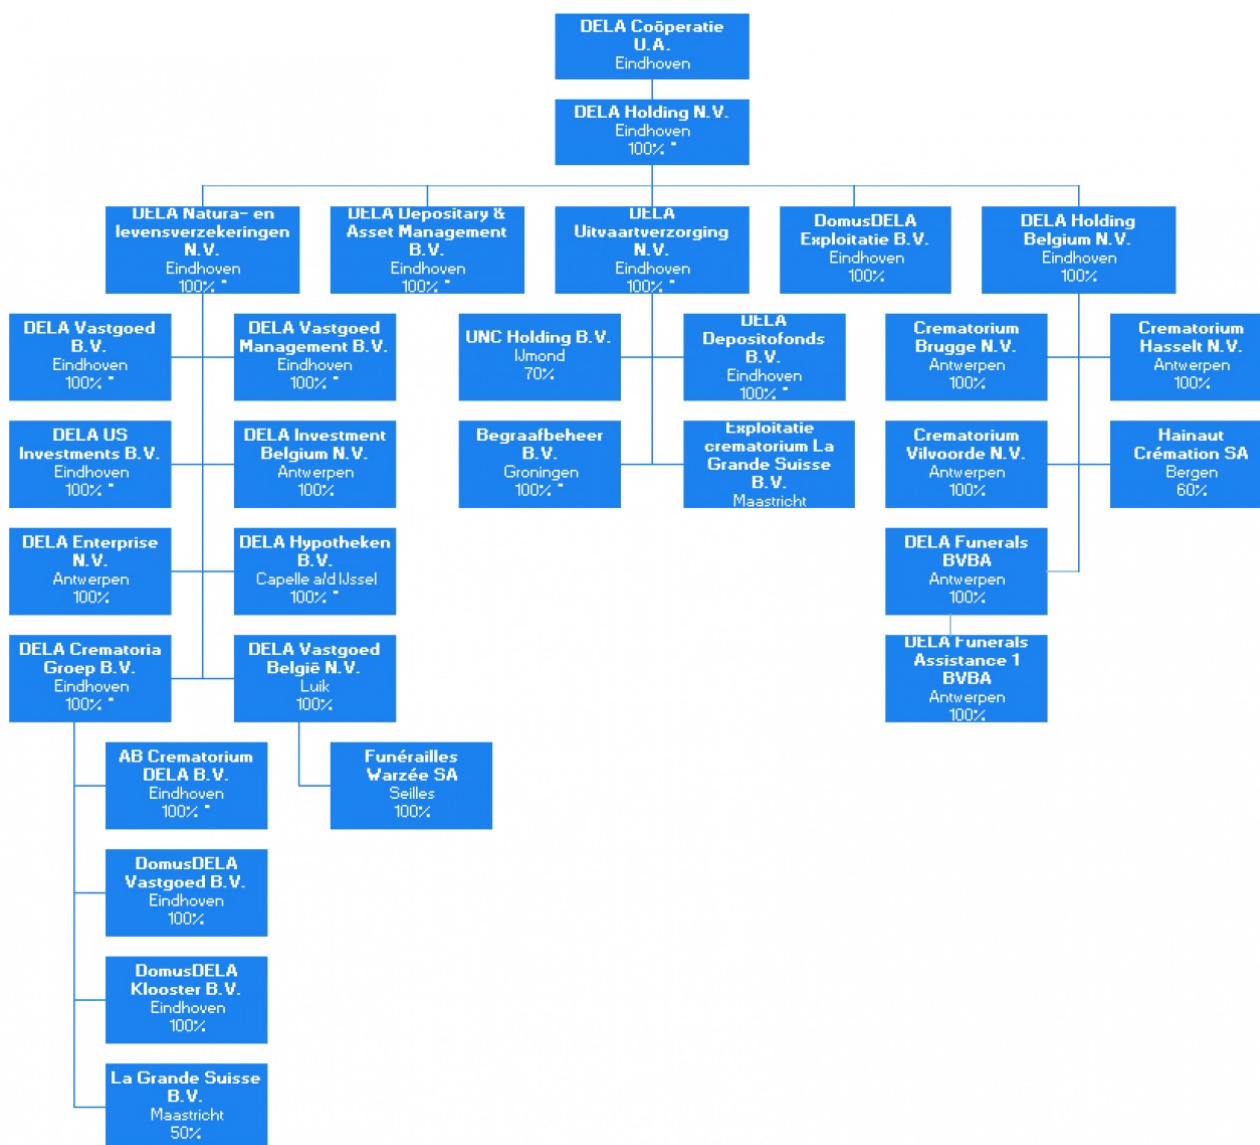 DELA Coöperatie
U.A.
Eindhoven
DELA Holding N.V.
Eindhoven
100% *
DELA Natura- en
levensverzekeringen
N.V.
Eindhoven
100% *
DELA Depositary &
Asset Management
B.V.
Eindhoven
100% *
DELA
Uitvaartverzorging
N.V.
Eindhoven
100% *
DomusDELA
Exploitatie B.V.
Eindhoven
100%
DELA Holding
Belgium N.V.
Eindhoven
100%
DELA Vastgoed
B.V.
Eindhoven
100% *
DELA Vastgoed
Management B.V.
Eindhoven
100% *
UNC Holding B.V.
IJmond
70%
DELA
Depositofonds
B.V.
Eindhoven
100% *
Crematorium
Brugge N.V.
Antwerpen
100%
Crematorium
Hasselt N.V.
Antwerpen
100%
DELA US
Investments B.V.
Eindhoven
100% *
DELA Investment
Belgium N.V.
Antwerpen
100%
Begraafbeheer
B.V.
Groningen
100% *
Exploitatie
crematorium La
Grande Suisse
B.V.
Maastricht
Crematorium
Vilvoorde N.V.
Antwerpen
100%
Hainaut
Crémation SA
Bergen
60%
DELA Enterprise
N.V.
Antwerpen
100%
DELA Hypotheken
B.V.
Capelle a/d IJssel
100% *
DELA Funerals
BVBA
Antwerpen
100%
DELA Crematoria
Groep B.V.
Eindhoven
100% *
DELA Vastgoed
België N.V.
Luik
100%
DELA Funerals
Assistance 1
BVBA
Antwerpen
100%
AB Crematorium
DELA B.V.
Eindhoven
100% *
Funérailles
Warzée SA
Seilles
100%
DomusDELA
Vastgoed B.V.
Eindhoven
100%
DomusDELA
Klooster B.V.
Eindhoven
100%
La Grande Suisse
B.V.
Maastricht
50%